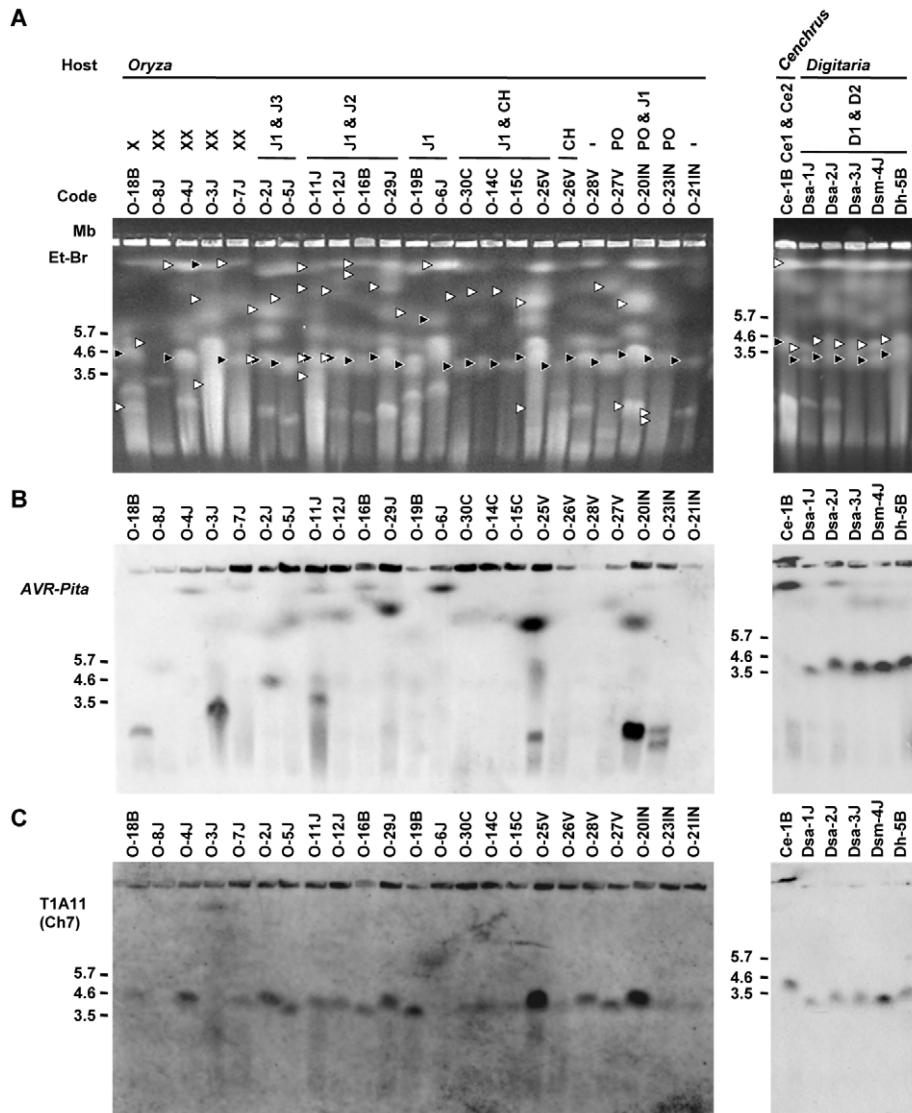 A
Host Oryza Cenchrus Digitaria
X XX XX XX XX J1 & J3 J1 & J2 J1 J1 & CH CH - PO PO & J1 PO - Ce1 & Ce2 D1 & D2
Code O-18B O-8J O-4J O-3J O-7J O-2J O-5J O-11J O-12J O-16B O-29J O-19B O-6J O-30C O-14C O-15C O-25V O-26V O-28V O-27V O-20IN O-23IN O-21IN Ce-1B Dsa-1J Dsa-2J Dsa-3J Dsm-4J Dh-5B
Mb
Et-Br
5.7 5.7
4.6 4.6
3.5 3.5
B
O-18B O-8J O-4J O-3J O-7J O-2J O-5J O-11J O-12J O-16B O-29J O-19B O-6J O-30C O-14C O-15C O-25V O-26V O-28V O-27V O-20IN O-23IN O-21IN Ce-1B Dsa-1J Dsa-2J Dsa-3J Dsm-4J Dh-5B
AVR-Pita
5.7 5.7
4.6 4.6
3.5 3.5
C
O-18B O-8J O-4J O-3J O-7J O-2J O-5J O-11J O-12J O-16B O-29J O-19B O-6J O-30C O-14C O-15C O-25V O-26V O-28V O-27V O-20IN O-23IN O-21IN Ce-1B Dsa-1J Dsa-2J Dsa-3J Dsm-4J Dh-5B
T1A11
(Ch7)
5.7 5.7
4.6 4.6
3.5 3.5